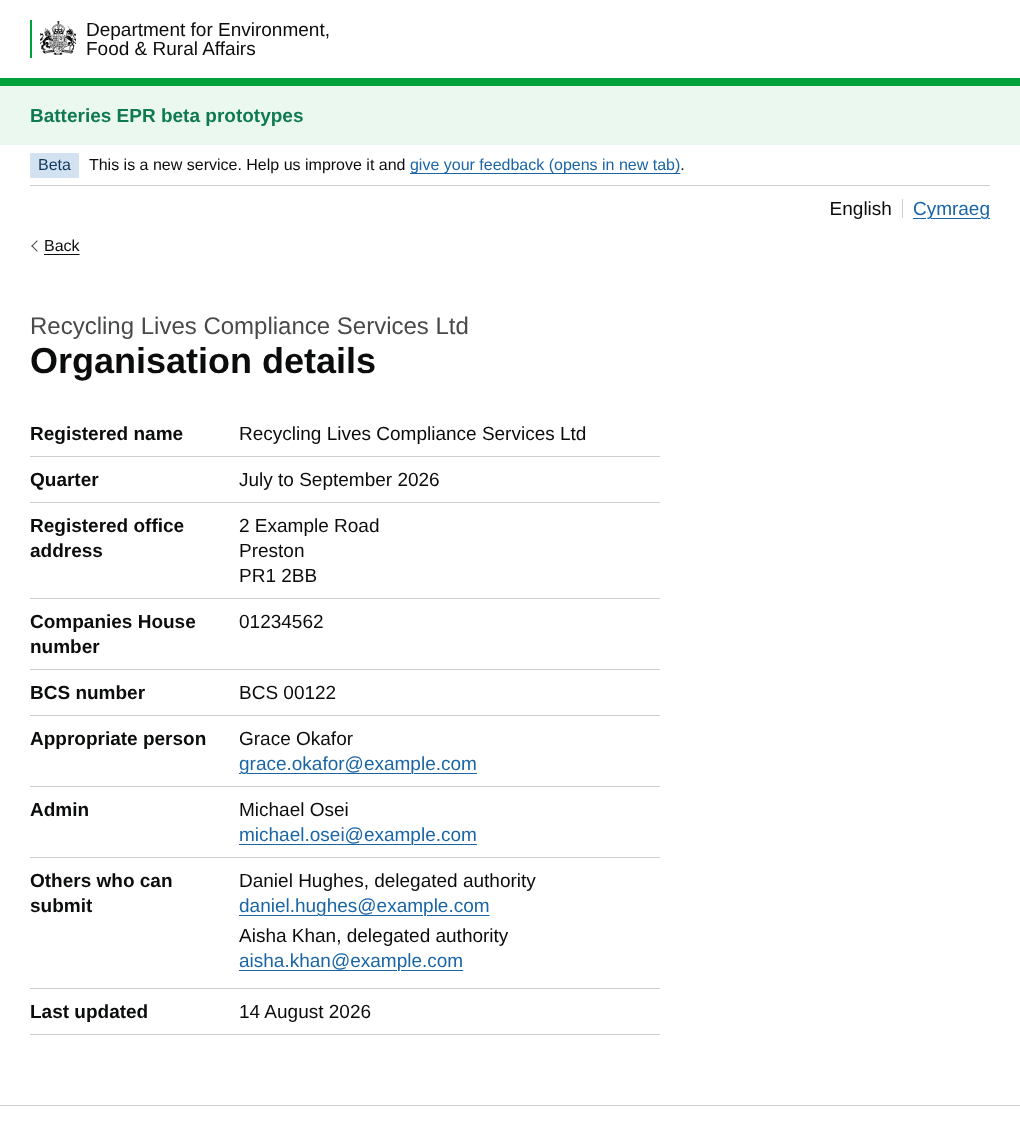 Department for Environment,
Food & Rural Affairs
Batteries EPR beta prototypes
Beta This is a new service. Help us improve it and give your feedback (opens in new tab).
English Cymraeg
Back
Recycling Lives Compliance Services Ltd
Organisation details
Registered name Recycling Lives Compliance Services Ltd
Quarter July to September 2026
Registered office 2 Example Road
address Preston
PR1 2BB
Companies House 01234562
number
BCS number BCS 00122
Appropriate person Grace Okafor
grace.okafor@example.com
Admin Michael Osei
michael.osei@example.com
Others who can Daniel Hughes, delegated authority
submit daniel.hughes@example.com
Aisha Khan, delegated authority
aisha.khan@example.com
Last updated 14 August 2026